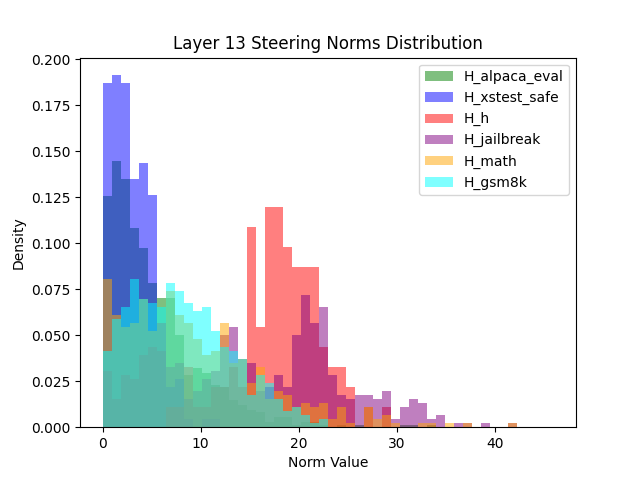 Layer 13 Steering Norms Distribution
0.200
0.175
0.150
0.125
0.100
0.075
0.050
0.025
0.000
Density
H_alpaca_eval
H_xstest_safe
H_h
H_jailbreak
H_math
H_gsm8k
0 10 20 30 40
Norm Value